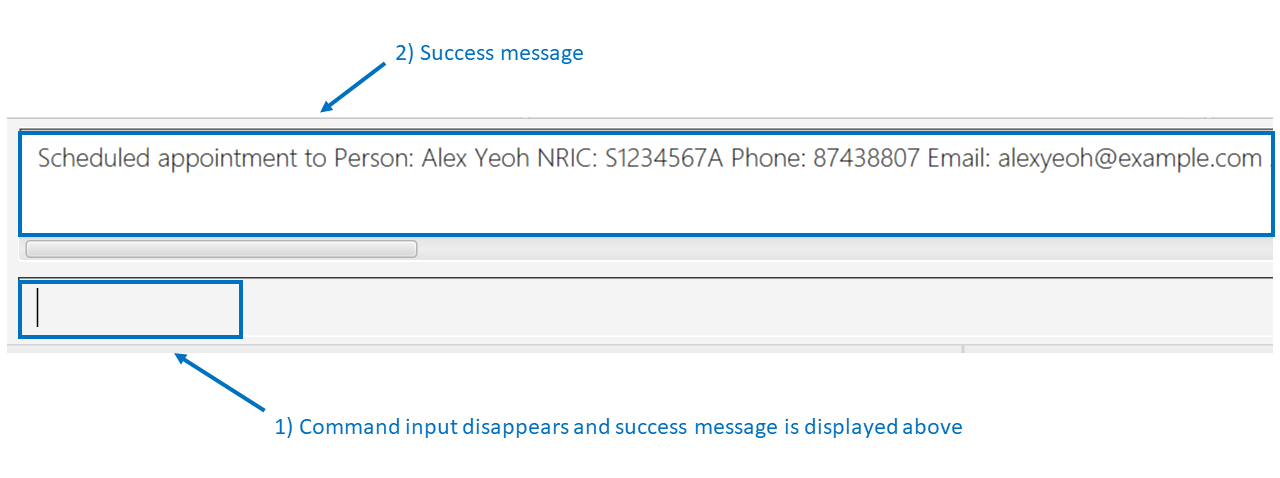 2) Success message
Scheduled appointment to Person: Alex Yeoh NRIC: S1234567A Phone: 87438807 Email: alexyeoh@example.com
1) Command input disappears and success message is displayed above